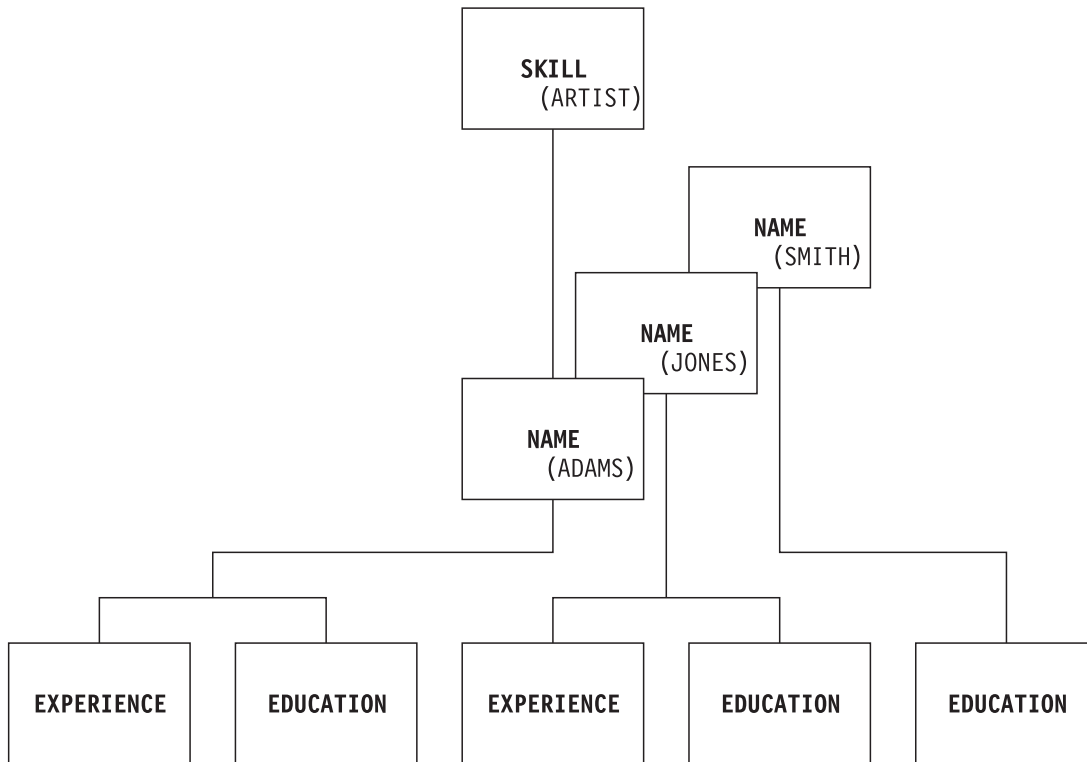 SKILL
(ARTIST)
NAME
(SMITH)
NAME
(JONES)
NAME
(ADAMS)
EXPERIENCE
EDUCATION
EXPERIENCE
EDUCATION
EDUCATION